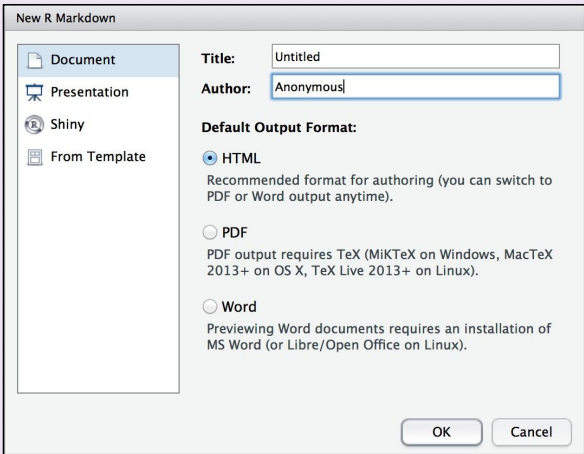 New R Markdown
Document
Presentation
Shiny
From Template
Title: Untitled
Author: Anonymous
Default Output Format:
HTML
Recommended format for authoring (you can switch to
PDF or Word output anytime).
PDF
PDF output requires TeX (MiKTeX on Windows, MacTeX
2013+ on OS X, TeX Live 2013+ on Linux).
Word
Previewing Word documents requires an installation of
MS Word (or Libre/Open Office on Linux).
OK Cancel